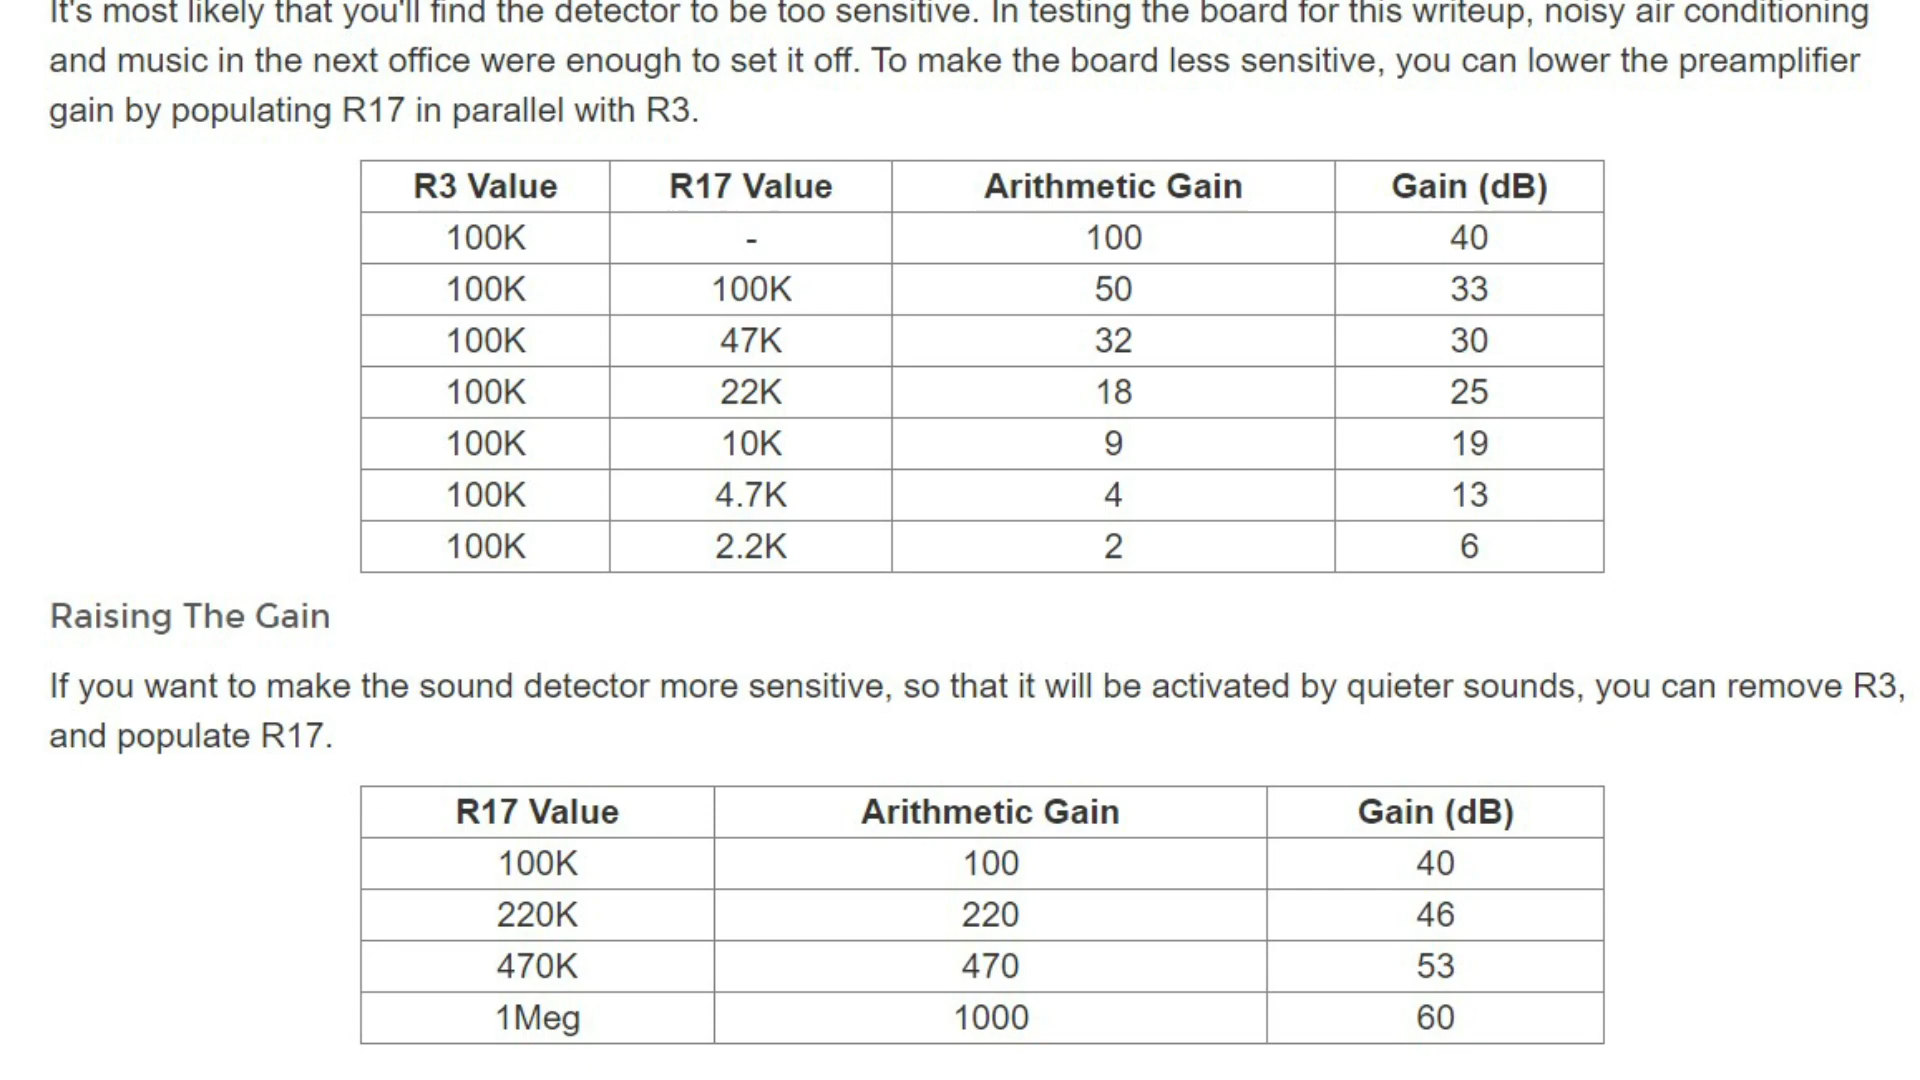 It's most likely that you'll find the detector to be too sensitive. In testing the board for this writeup, noisy air conditioning
and music in the next office were enough to set it off. To make the board less sensitive, you can lower the preamplifier
gain by populating R17 in parallel with R3.
R3 Value R17 Value Arithmetic Gain Gain (dB)
100K - 100 40
100K 100K 50 33
100K 47K 32 30
100K 22K 18 25
100K 10K 9 19
100K 4.7K 4 13
100K 2.2K 2 6
Raising The Gain
If you want to make the sound detector more sensitive, so that it will be activated by quieter sounds, you can remove R3,
and populate R17.
R17 Value Arithmetic Gain Gain (dB)
100K 100 40
220K 220 46
470K 470 53
1Meg 1000 60